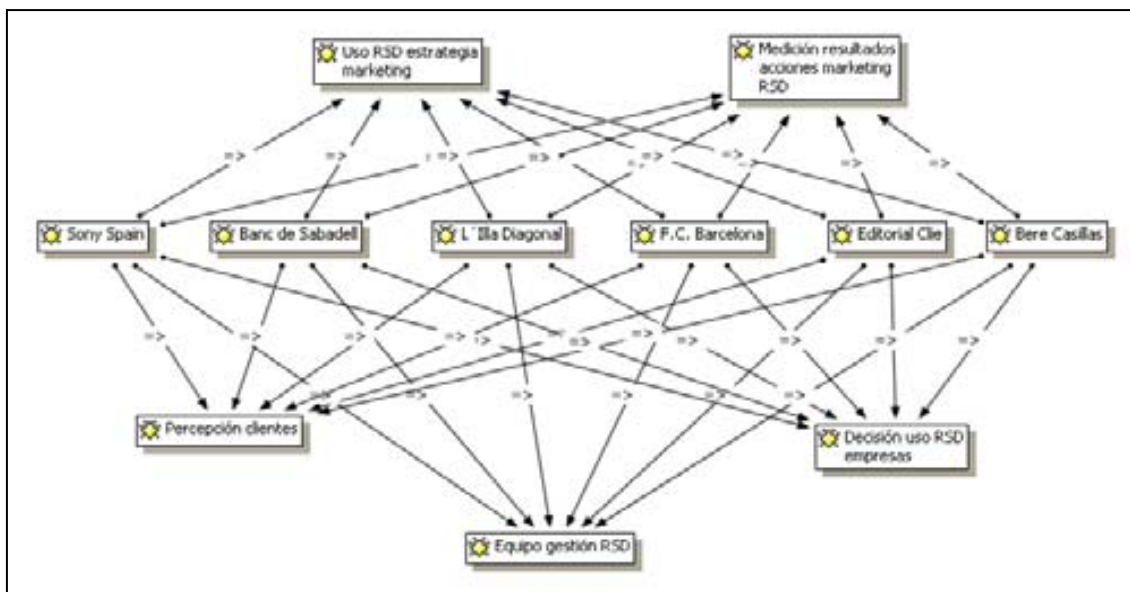 Uso RSD estrategia
marketing
Medición resultados
acciones marketing
RSD
=> => => => => => => =>
Sony Spain
Banc de Sabadell
L´Illa Diagonal
F.C. Barcelona
Editorial Clie
Bere Casillas
=> => => => => => => =>
=> => => => => =>
Percepción clientes
Decisión uso RSD
empresas
Equipo gestión RSD